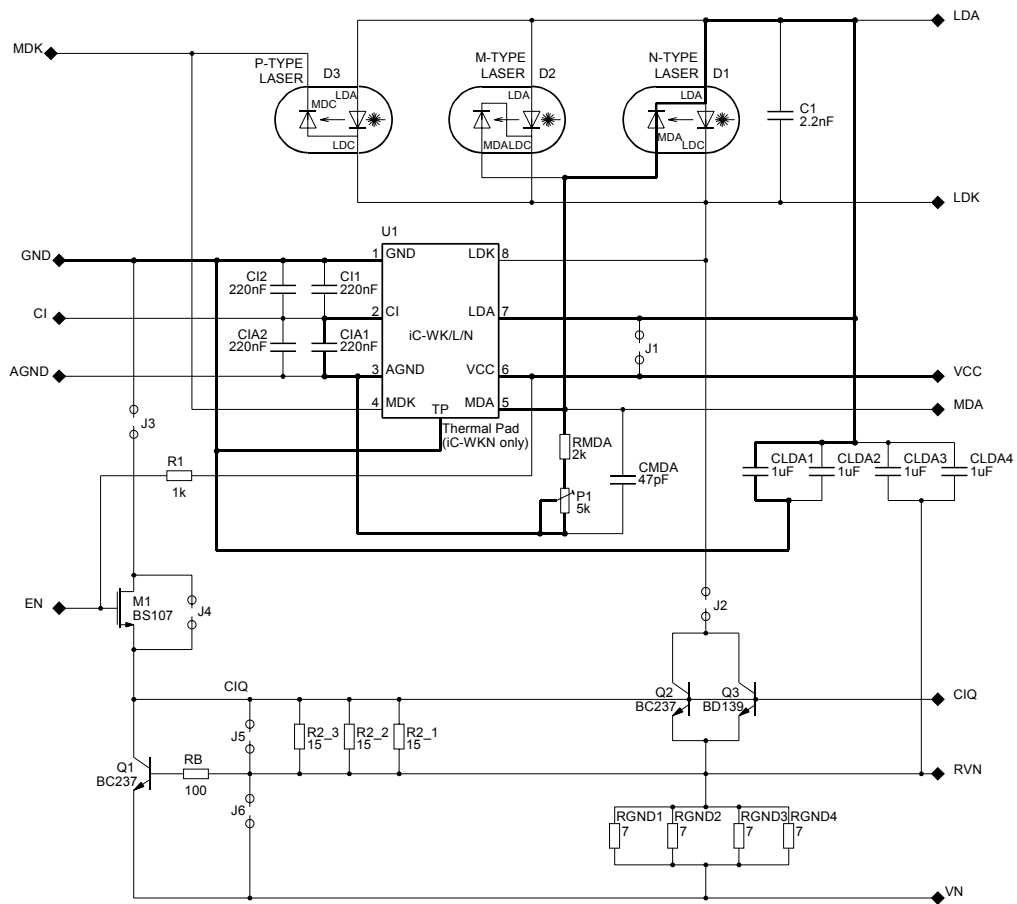 LDA
MDK
P-TYPE
LASER
D3
M-TYPE
LASER
D2
N-TYPE
LASER
D1
MDC
LDA
LDC
LDA
MDALDC
LDA
MDA
LDC
C1
2.2nF
LDK
U1
GND
1
GND
LDK
8
CI2
220nF
CI1
220nF
CI
2
CI
LDA
7
iC-WK/L/N
CIA2
220nF
CIA1
220nF
J1
AGND
3
AGND
VCC
6
VCC
4
MDK
TP
MDA
5
MDA
Thermal Pad
(iC-WKN only)
J3
RMDA
2k
CMDA
47pF
P1
5k
CLDA1
1uF
CLDA2
1uF
CLDA3
1uF
CLDA4
1uF
R1
1k
EN
M1
BS107
J4
J2
CIQ
Q2
BC237
Q3
BD139
CIQ
J5
R2_3
15
R2_2
15
R2_1
15
Q1
BC237
RB
100
RVN
J6
RGND1
7
RGND2
7
RGND3
7
RGND4
7
VN